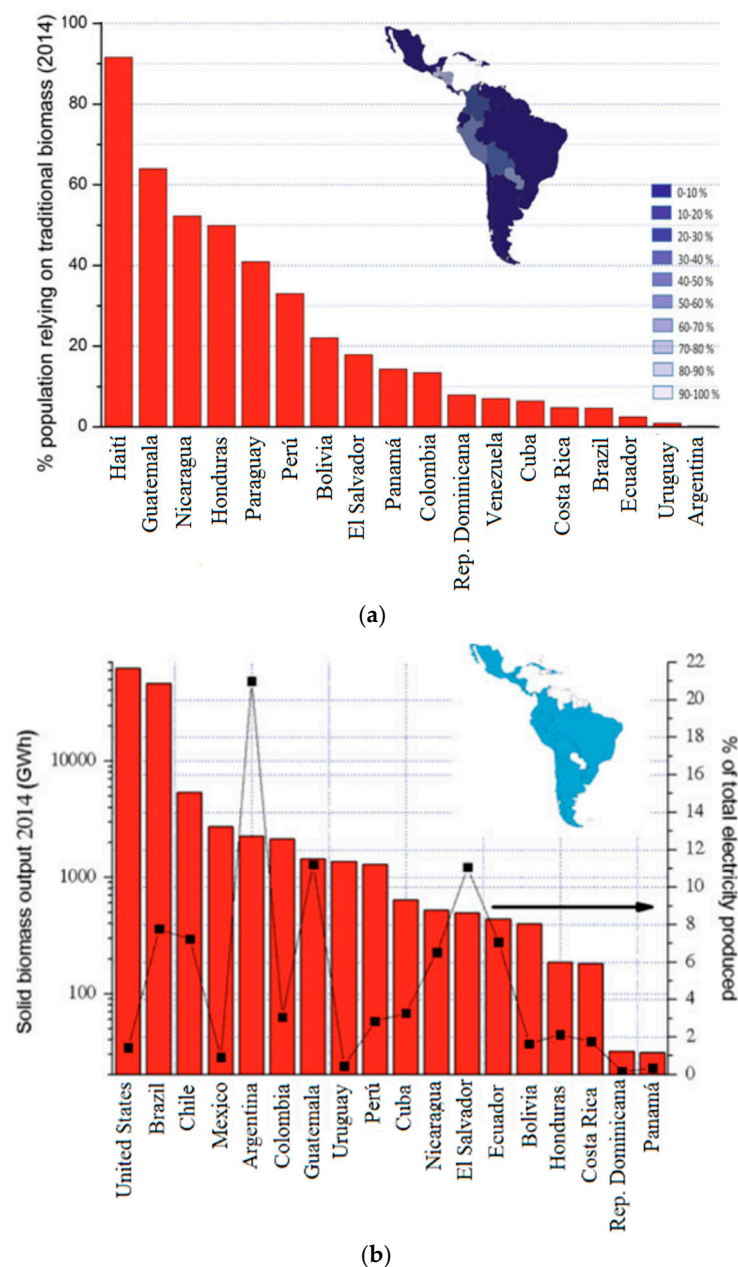 % population relying on traditional biomass (2014)
100
80
60
40
20
0
0-10 %
10-20 %
20-30 %
30-40 %
40-50 %
50-60 %
60-70 %
70-80 %
80-90 %
90-100 %
Haití
Guatemala
Nicaragua
Honduras
Paraguay
Perú
Bolivia
El Salvador
Panamá
Colombia
Rep. Dominicana
Venezuela
Cuba
Costa Rica
Brazil
Ecuador
Uruguay
Argentina
(a)
Solid biomass output 2014 (GWh)
10000
1000
100
22
20
18
16
14
12
10
8
6
4
2
0
% of total electricity produced
United States
Brazil
Chile
Mexico
Argentina
Colombia
Guatemala
Uruguay
Perú
Cuba
Nicaragua
El Salvador
Ecuador
Bolivia
Honduras
Costa Rica
Rep. Dominicana
Panamá
(b)